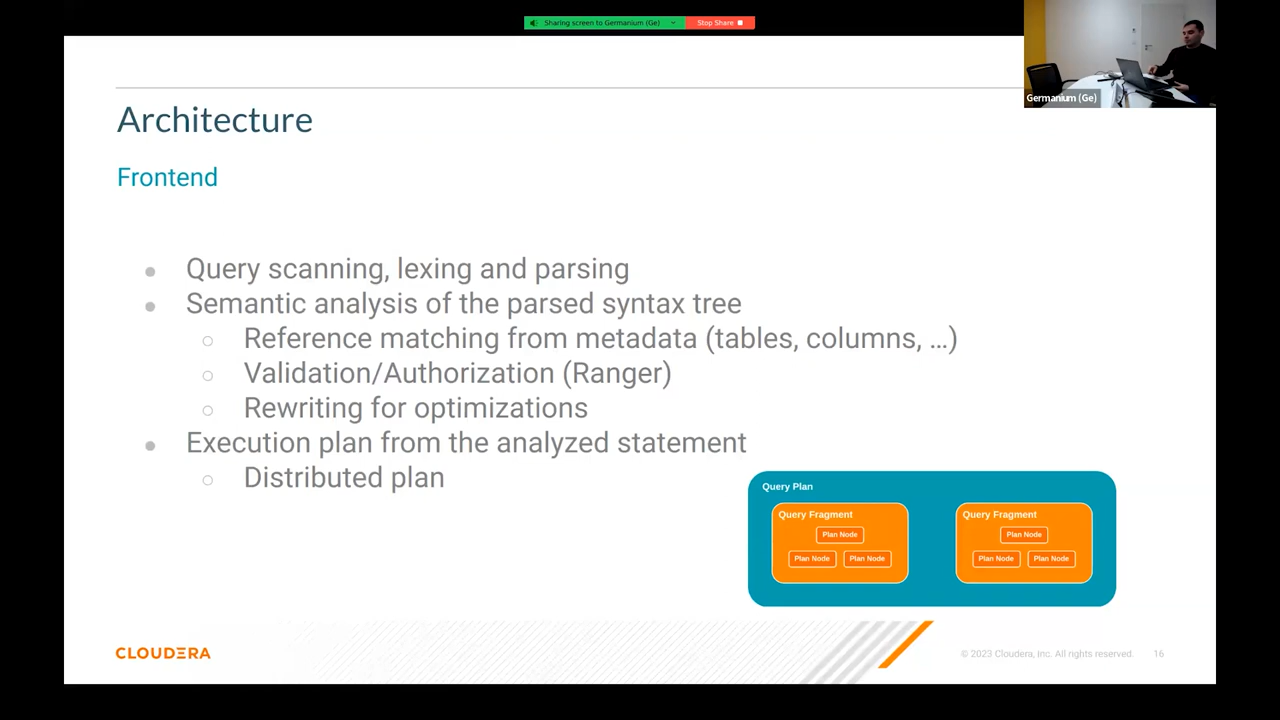 Sharing screen to Germanium (Ge)
Stop Share
Germanium (Ge)
Architecture
Frontend
Query scanning, lexing and parsing
Semantic analysis of the parsed syntax tree
Reference matching from metadata (tables, columns, …)
Validation/Authorization (Ranger)
Rewriting for optimizations
Execution plan from the analyzed statement
Distributed plan
Query Plan
Query Fragment
Plan Node
Plan Node Plan Node
Query Fragment
Plan Node
Plan Node Plan Node
CLOUDERA
© 2023 Cloudera, Inc. All rights reserved. 16